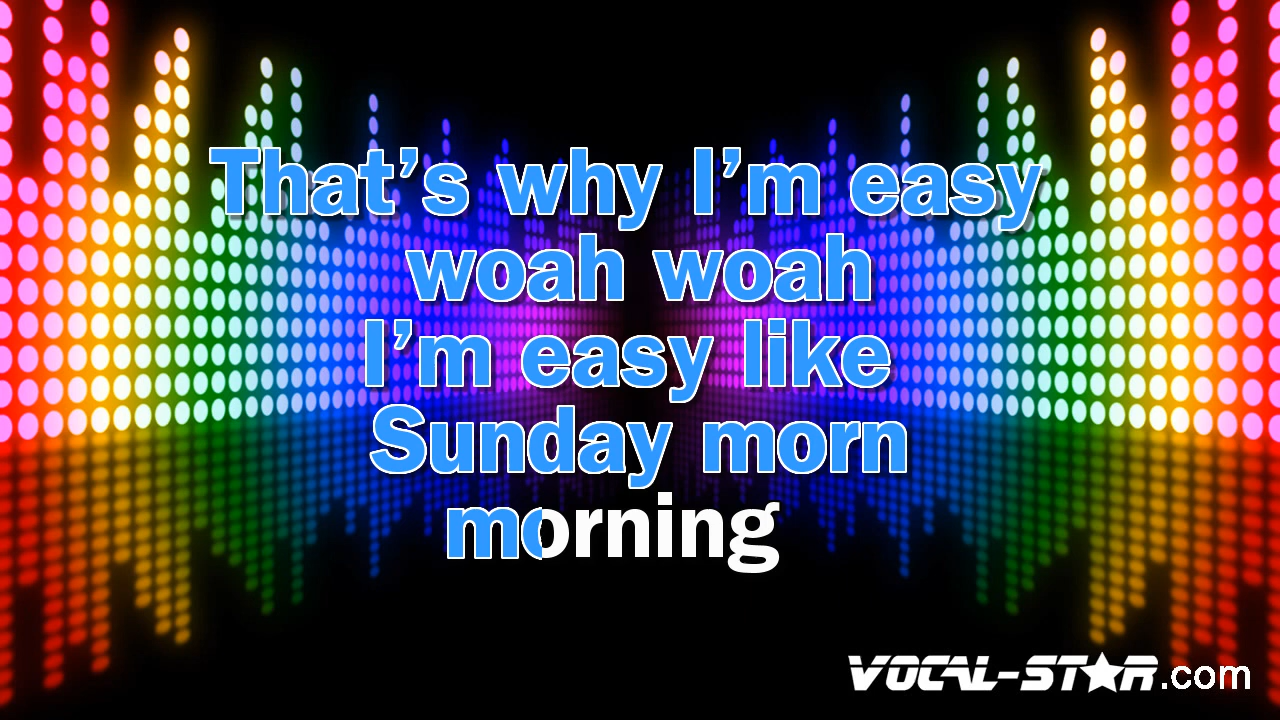 That’s why I’m easy
woah woah
I’m easy like
Sunday morn
morning
VOCAL-STAR.com